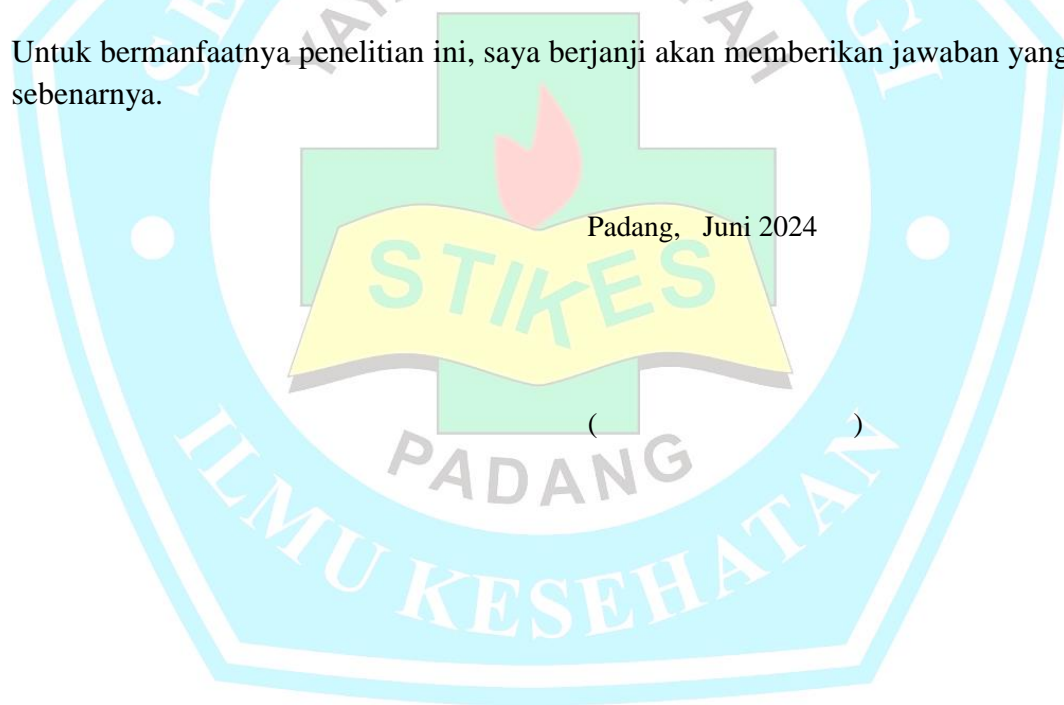 Untuk bermanfaatnya penelitian ini, saya berjanji akan memberikan jawaban yang
sebenarnya.
Padang, Juni 2024
STIKES
( )
PADANG
ILMU KESEHATAN